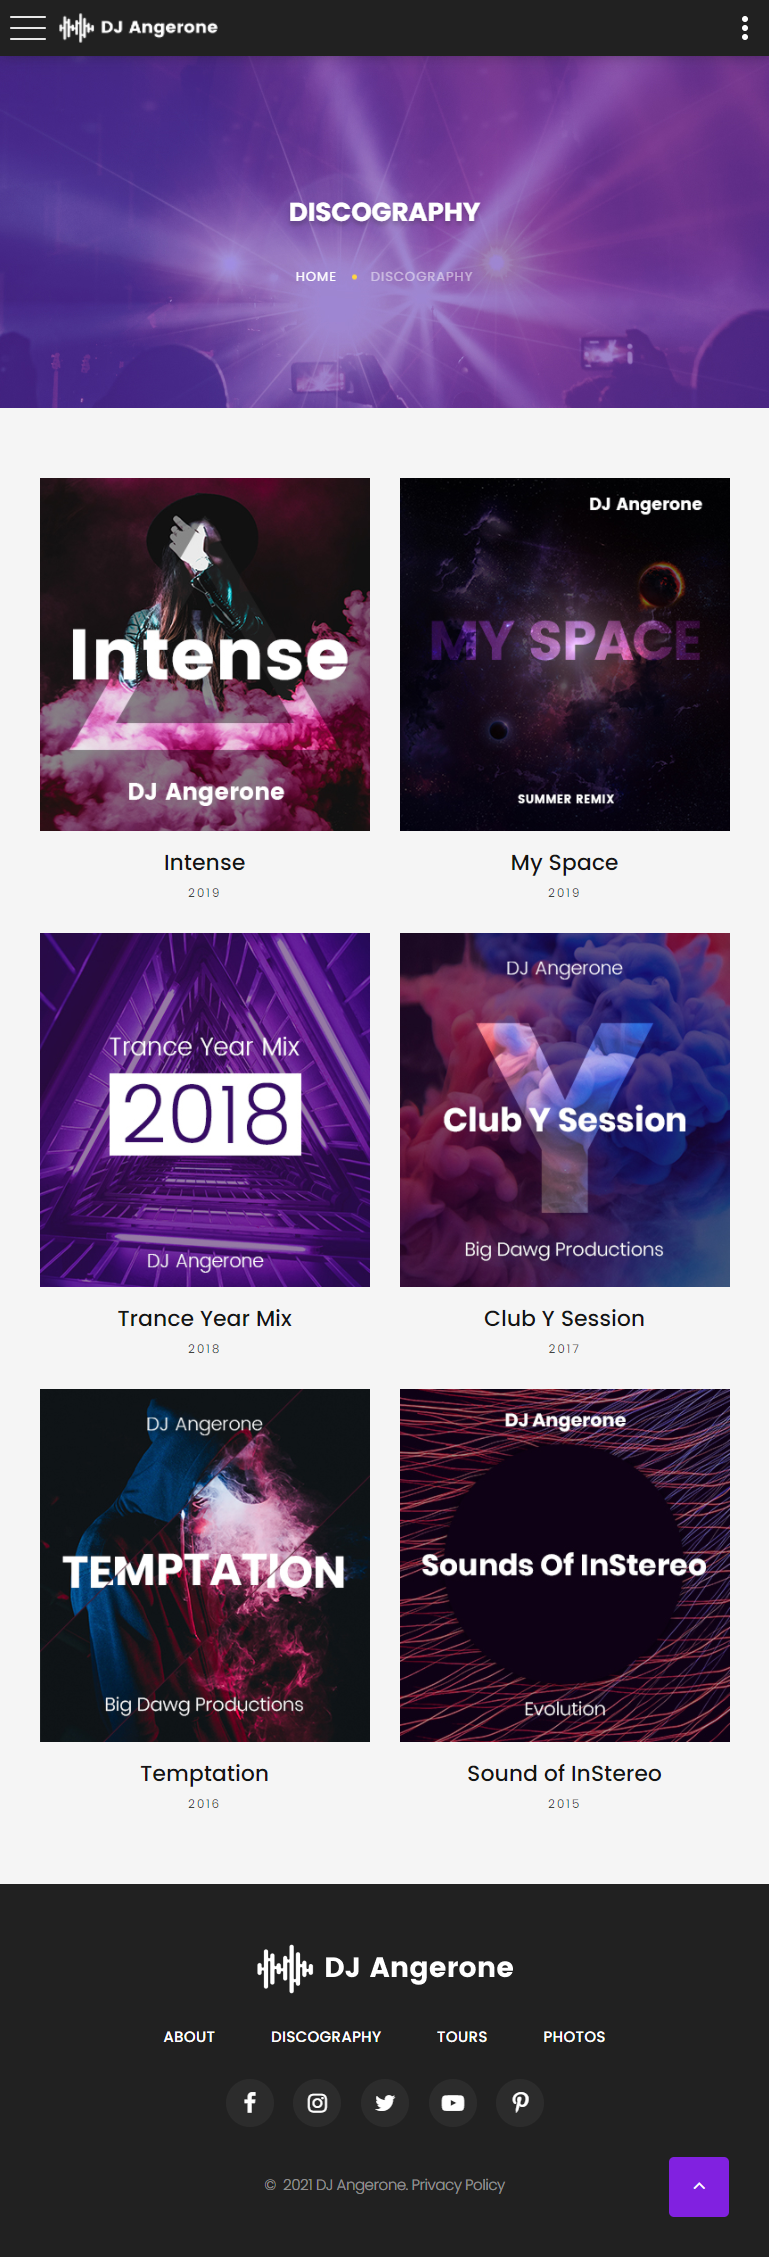 DJ Angerone
DISCOGRAPHY
HOME • DISCOGRAPHY
Intense
DJ Angerone
Intense
2019
DJ Angerone
MY SPACE
SUMMER REMIX
My Space
2019
Trance Year Mix
2018
DJ Angerone
Trance Year Mix
2018
DJ Angerone
Y
Club Y Session
Big Dawg Productions
Club Y Session
2017
DJ Angerone
TEMPTATION
Big Dawg Productions
Temptation
2016
DJ Angerone
Sounds Of InStereo
Evolution
Sound of InStereo
2015
DJ Angerone
ABOUT DISCOGRAPHY TOURS PHOTOS
© 2021 DJ Angerone. Privacy Policy